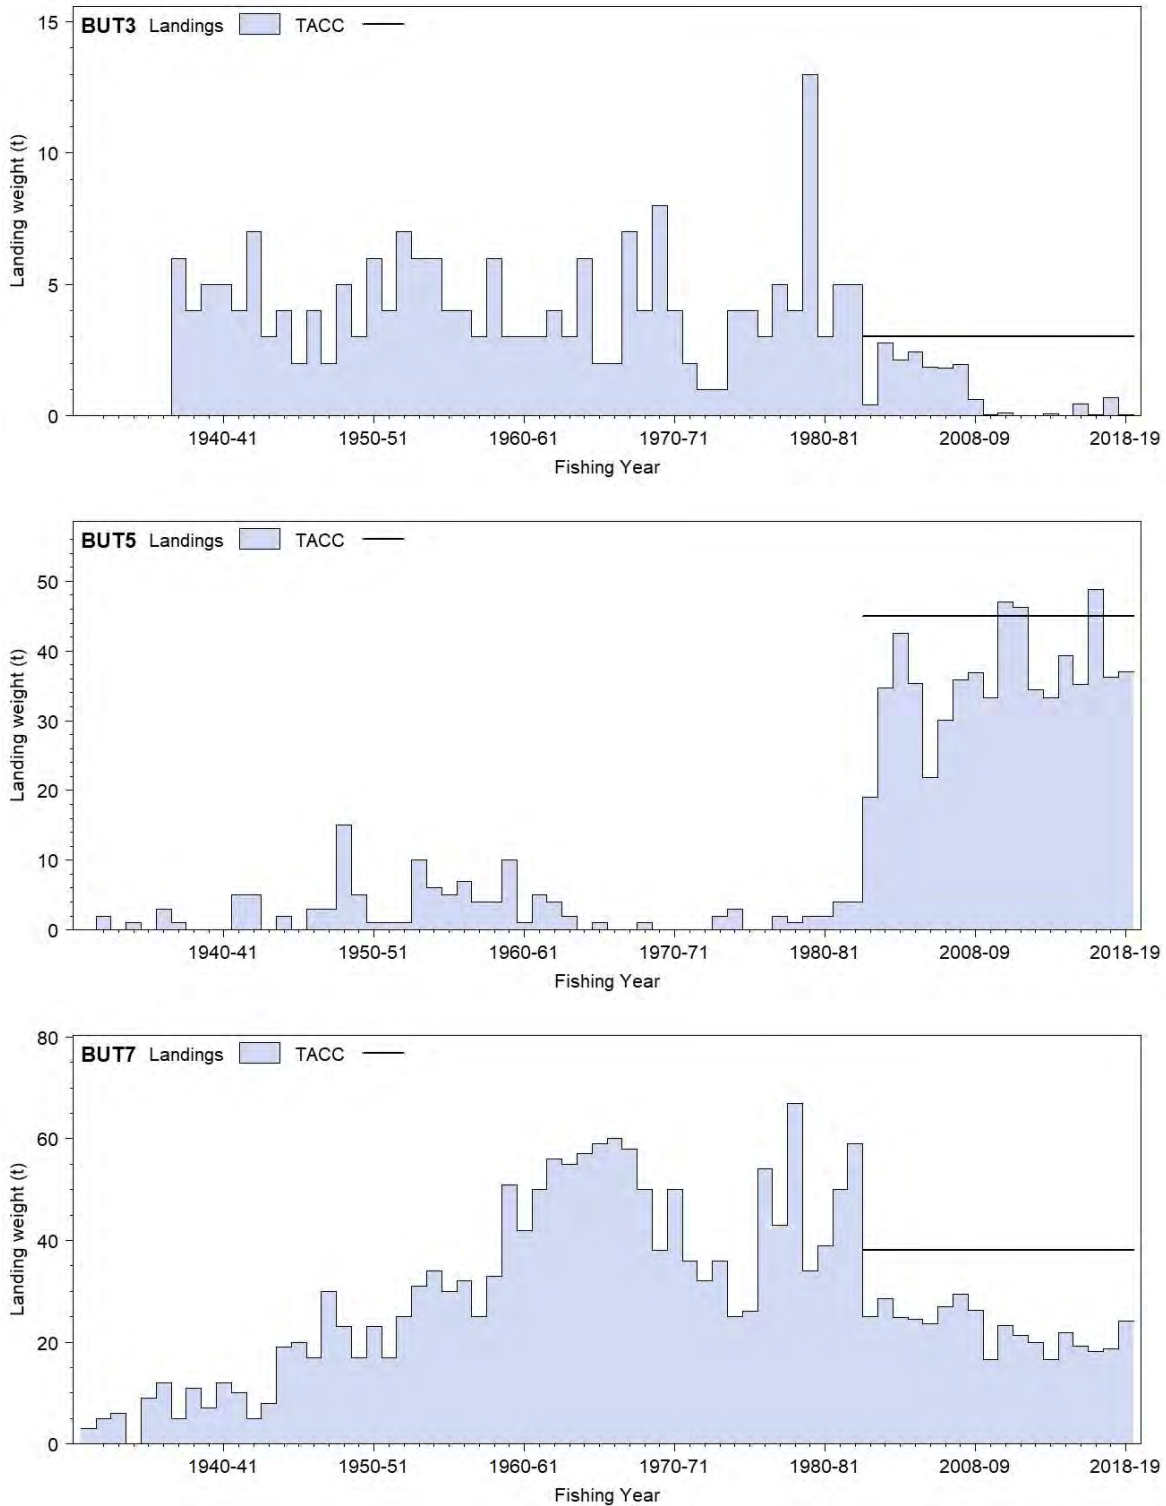 BUT3 Landings TACC
15
10
5
0
Landing weight (t)
1940-41 1950-51 1960-61 1970-71 1980-81 2008-09 2018-19
Fishing Year
BUT5 Landings TACC
50
40
30
20
10
0
Landing weight (t)
1940-41 1950-51 1960-61 1970-71 1980-81 2008-09 2018-19
Fishing Year
80
BUT7 Landings TACC
60
40
20
0
Landing weight (t)
1940-41 1950-51 1960-61 1970-71 1980-81 2008-09 2018-19
Fishing Year